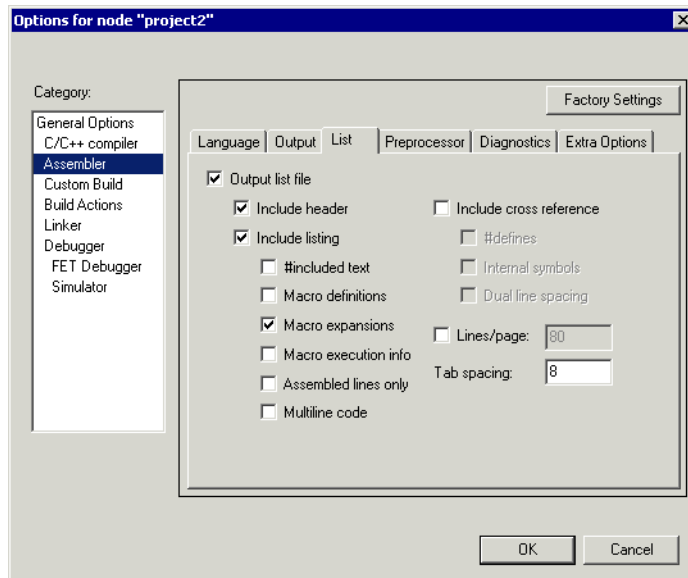 Options for node "project2"
Category:
General Options
C/C++ compiler
Assembler
Custom Build
Build Actions
Linker
Debugger
FET Debugger
Simulator
Factory Settings
Language Output List Preprocessor Diagnostics Extra Options
Output list file
Include header
Include listing
#included text
Macro definitions
Macro expansions
Macro execution info
Assembled lines only
Multiline code
Include cross reference
#defines
Internal symbols
Dual line spacing
Lines/page: 80
Tab spacing: 8
OK Cancel